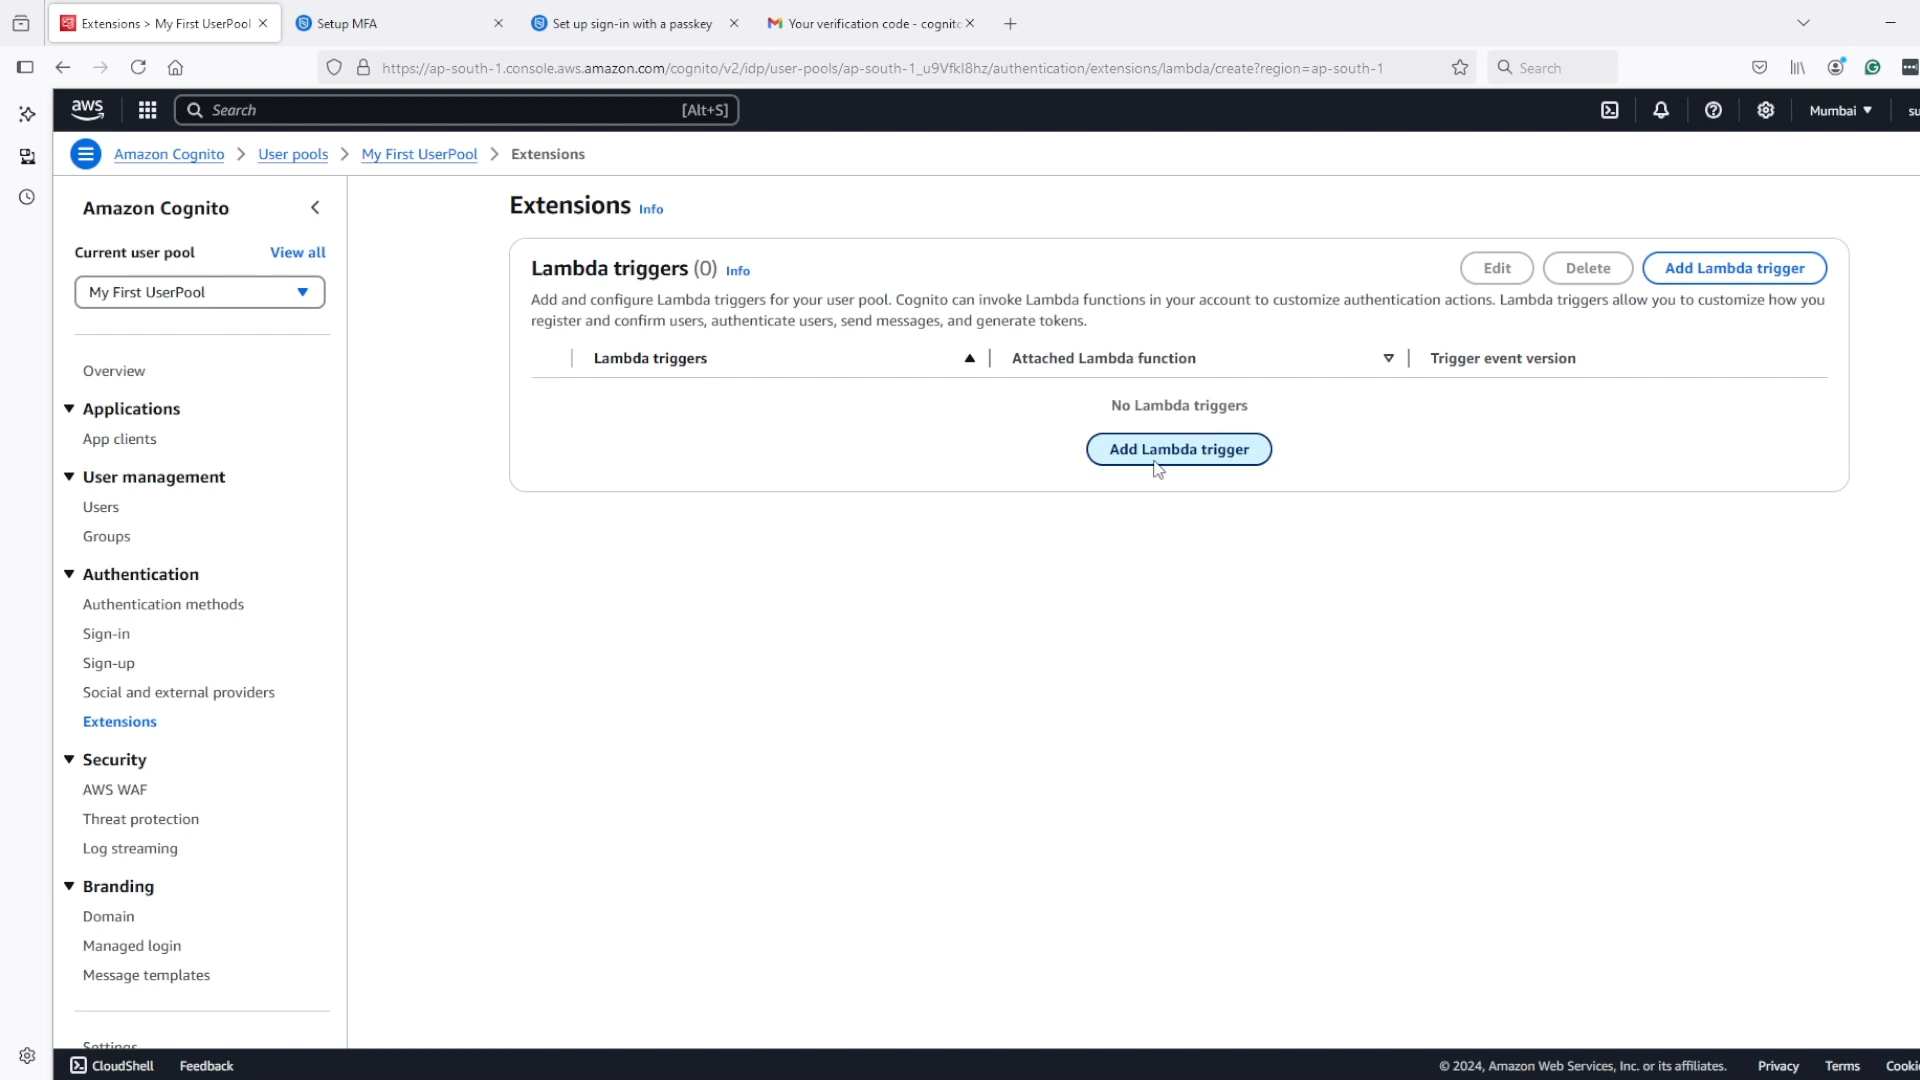 Extensions > My First UserPool
Setup MFA
Set up sign-in with a passkey
Your verification code - cognito
https://ap-south-1.console.aws.amazon.com/cognito/v2/idp/user-pools/ap-south-1_u9Vfkl8hz/authentication/extensions/lambda/create?region=ap-south-1
Search
aws
Search
[Alt+S]
Mumbai
su
Amazon Cognito
User pools
My First UserPool
Extensions
Amazon Cognito
Current user pool
View all
My First UserPool
Overview
Applications
App clients
User management
Users
Groups
Authentication
Authentication methods
Sign-in
Sign-up
Social and external providers
Extensions
Security
AWS WAF
Threat protection
Log streaming
Branding
Domain
Managed login
Message templates
Settings
Extensions Info
Lambda triggers (0) Info
Edit
Delete
Add Lambda trigger
Add and configure Lambda triggers for your user pool. Cognito can invoke Lambda functions in your account to customize authentication actions. Lambda triggers allow you to customize how you
register and confirm users, authenticate users, send messages, and generate tokens.
Lambda triggers
Attached Lambda function
Trigger event version
No Lambda triggers
Add Lambda trigger
CloudShell
Feedback
© 2024, Amazon Web Services, Inc. or its affiliates.
Privacy
Terms
Cookie